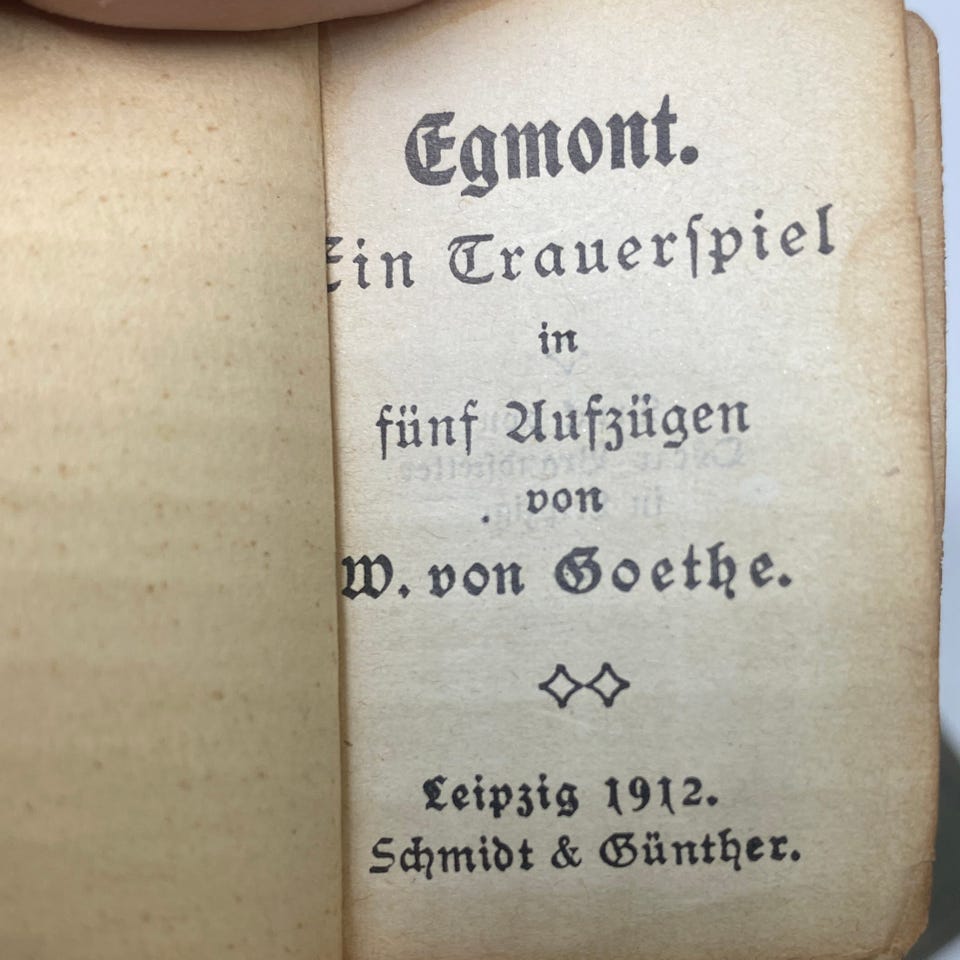 Egmont.
Ein Trauerſpiel
in
fünf Aufzügen
von
W. von Goethe.
Leipzig 1912.
Schmidt & Günther.